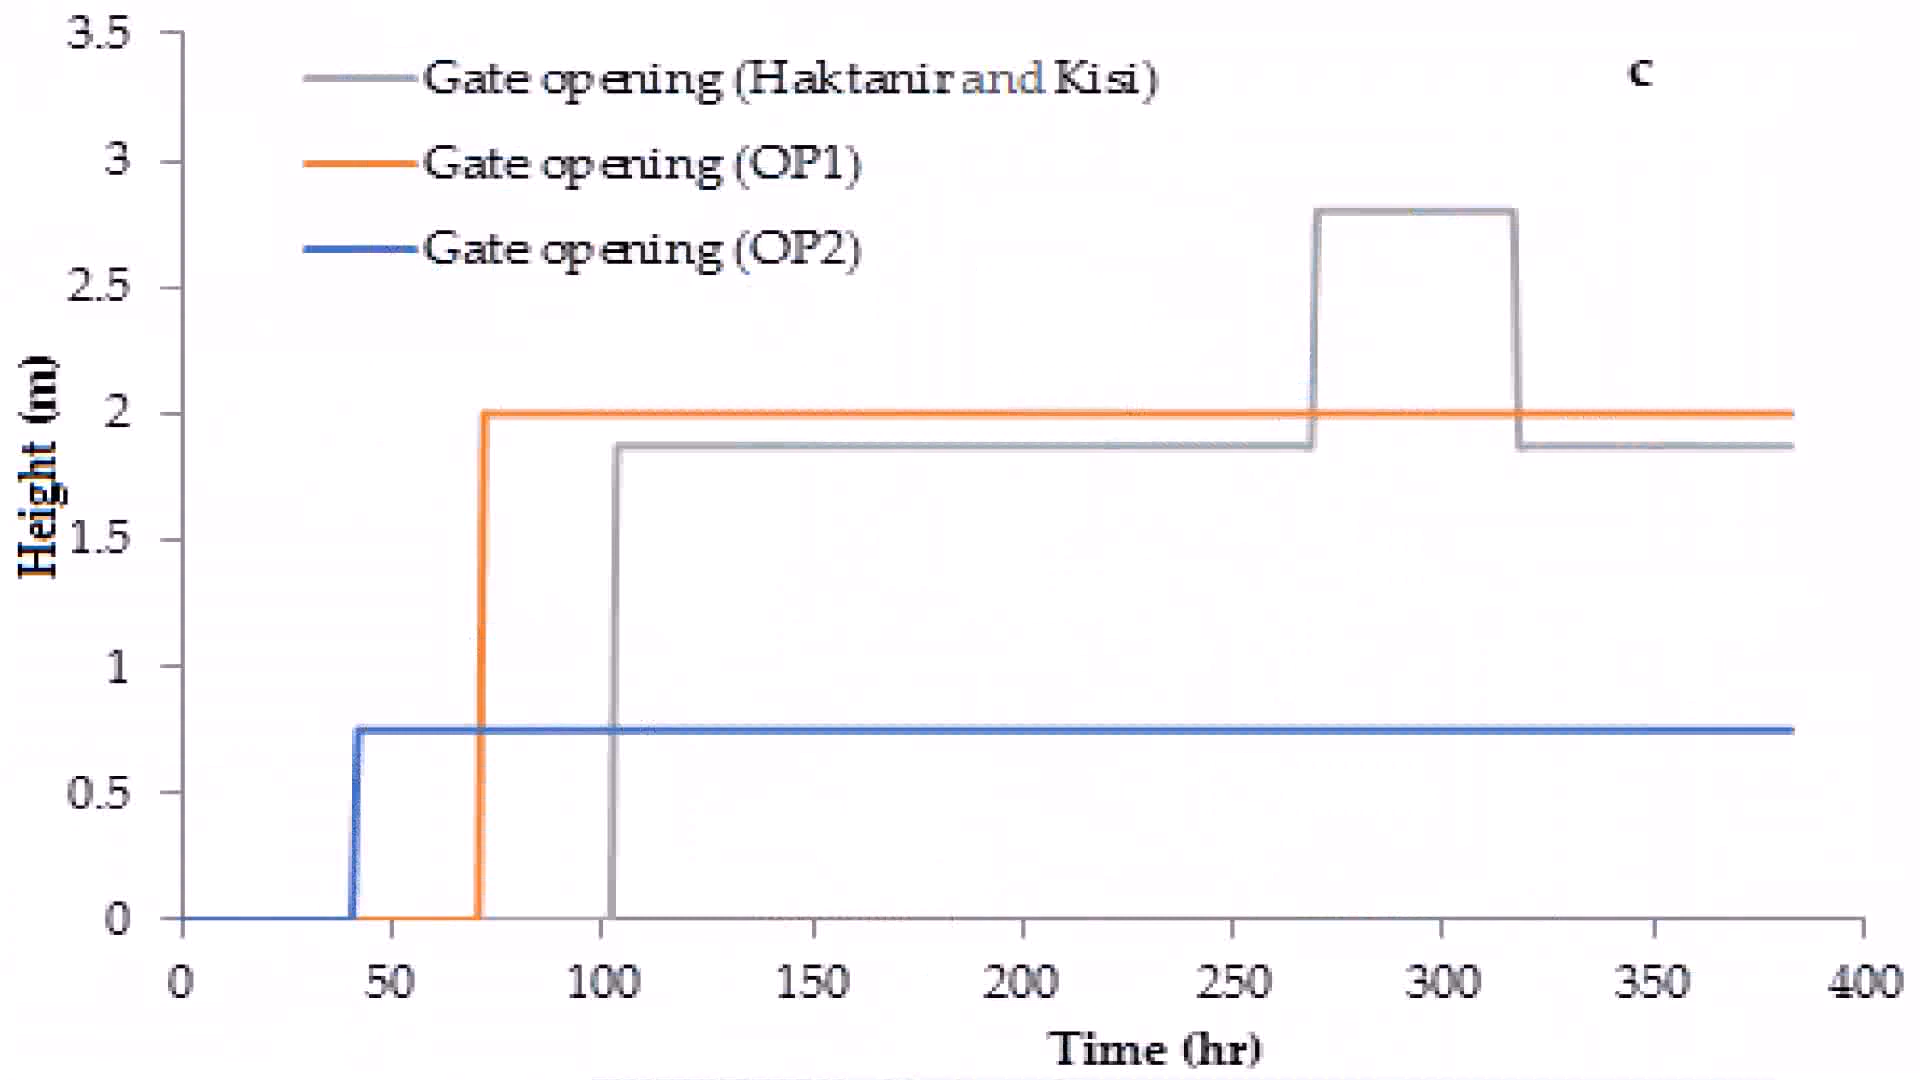 3.5
Gate opening (Haktanir and Kisi)
c
3
Gate opening (OP1)
Gate opening (OP2)
2.5
Height (m)
2
1.5
1
0.5
0
0 50 100 150 200 250 300 350 400
Time (hr)